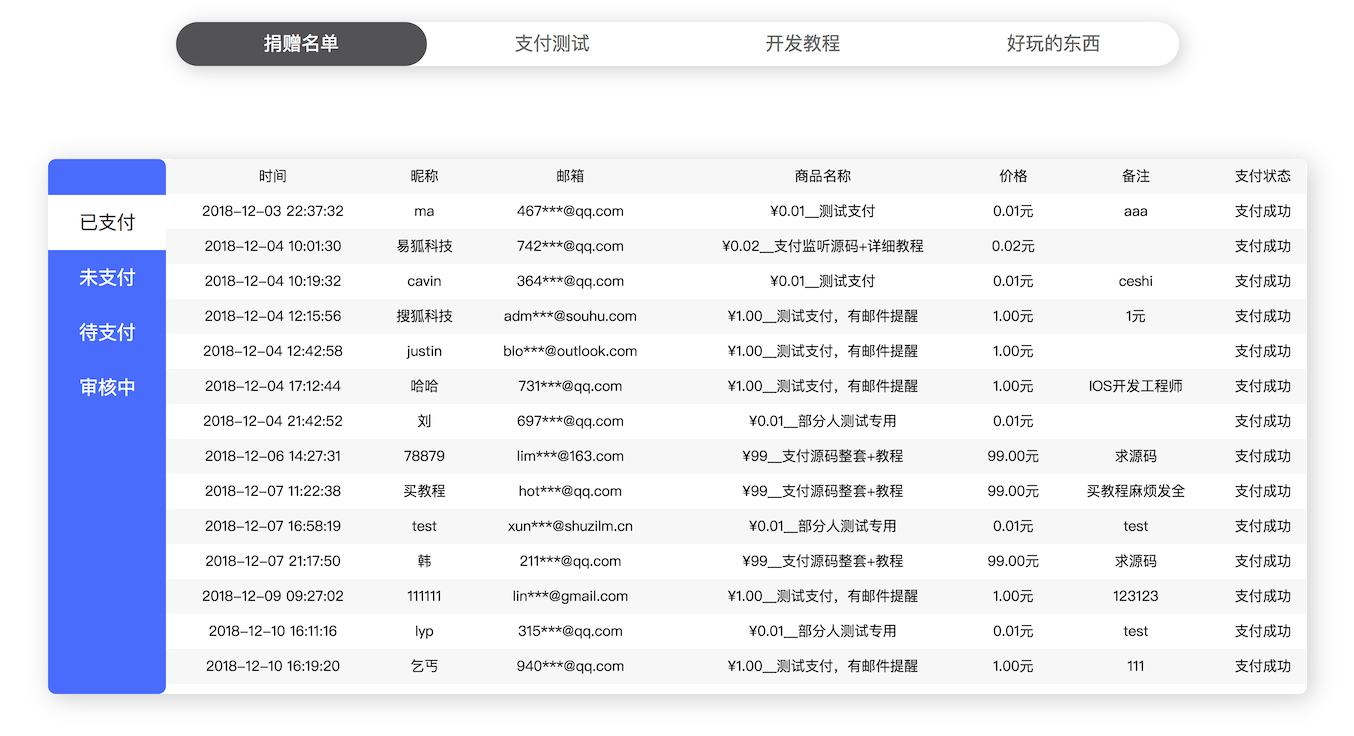 捐赠名单 支付测试 开发教程 好玩的东西
时间 昵称 邮箱 商品名称 价格 备注 支付状态
已支付 2018-12-03 22:37:32 ma 467***@qq.com ¥0.01__测试支付 0.01元 aaa 支付成功
2018-12-04 10:01:30 易狐科技 742***@qq.com ¥0.02__支付监听源码+详细教程 0.02元 支付成功
未支付 2018-12-04 10:19:32 cavin 364***@qq.com ¥0.01__测试支付 0.01元 ceshi 支付成功
2018-12-04 12:15:56 搜狐科技 adm***@souhu.com ¥1.00__测试支付，有邮件提醒 1.00元 1元 支付成功
待支付 2018-12-04 12:42:58 justin blo***@outlook.com ¥1.00__测试支付，有邮件提醒 1.00元 支付成功
审核中 2018-12-04 17:12:44 哈哈 731***@qq.com ¥1.00__测试支付，有邮件提醒 1.00元 IOS开发工程师 支付成功
2018-12-04 21:42:52 刘 697***@qq.com ¥0.01__部分人测试专用 0.01元 支付成功
2018-12-06 14:27:31 78879 lim***@163.com ¥99__支付源码整套+教程 99.00元 求源码 支付成功
2018-12-07 11:22:38 买教程 hot***@qq.com ¥99__支付源码整套+教程 99.00元 买教程麻烦发全 支付成功
2018-12-07 16:58:19 test xun***@shuzilm.cn ¥0.01__部分人测试专用 0.01元 test 支付成功
2018-12-07 21:17:50 韩 211***@qq.com ¥99__支付源码整套+教程 99.00元 求源码 支付成功
2018-12-09 09:27:02 111111 lin***@gmail.com ¥1.00__测试支付，有邮件提醒 1.00元 123123 支付成功
2018-12-10 16:11:16 lyp 315***@qq.com ¥0.01__部分人测试专用 0.01元 test 支付成功
2018-12-10 16:19:20 乞丐 940***@qq.com ¥1.00__测试支付，有邮件提醒 1.00元 111 支付成功